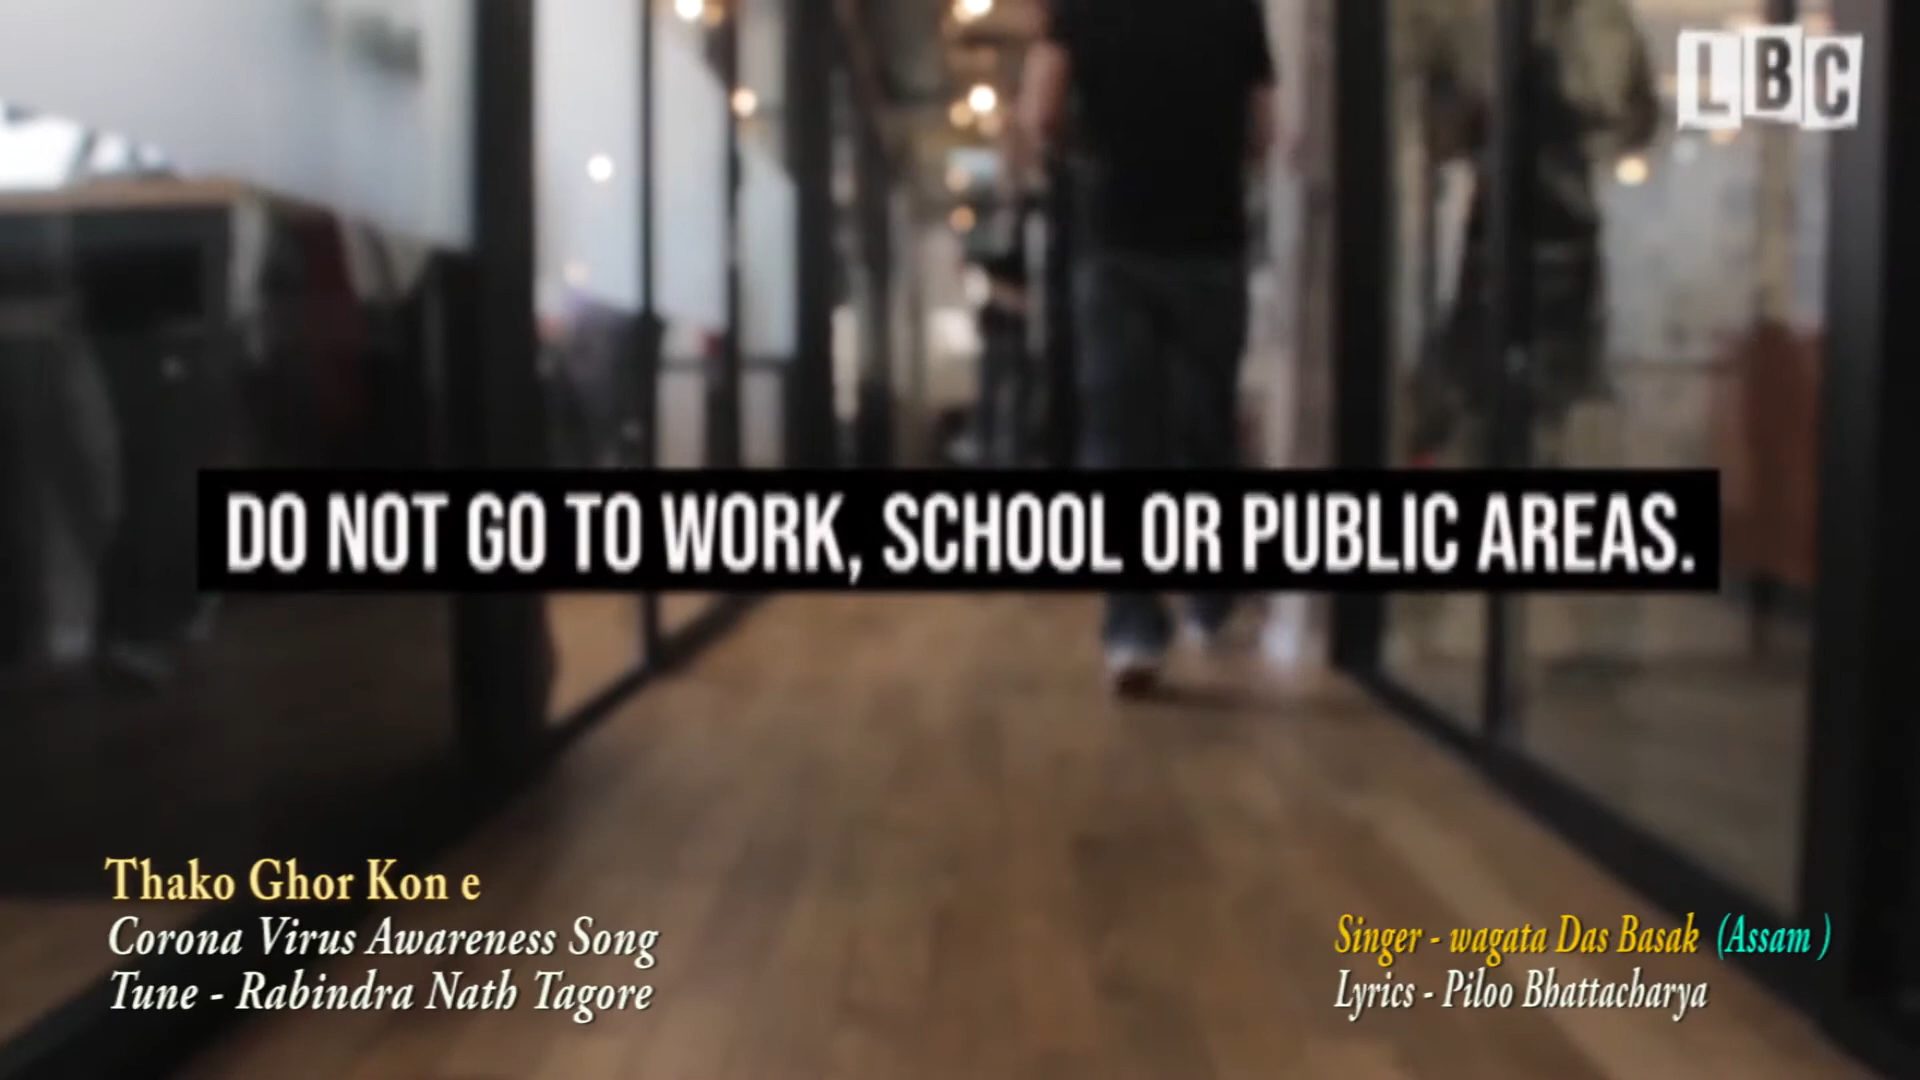 LBC
DO NOT GO TO WORK, SCHOOL OR PUBLIC AREAS.
Thako Ghor Kon e
Corona Virus Awareness Song
Tune - Rabindra Nath Tagore
Singer - wagata Das Basak (Assam )
Lyrics - Piloo Bhattacharya